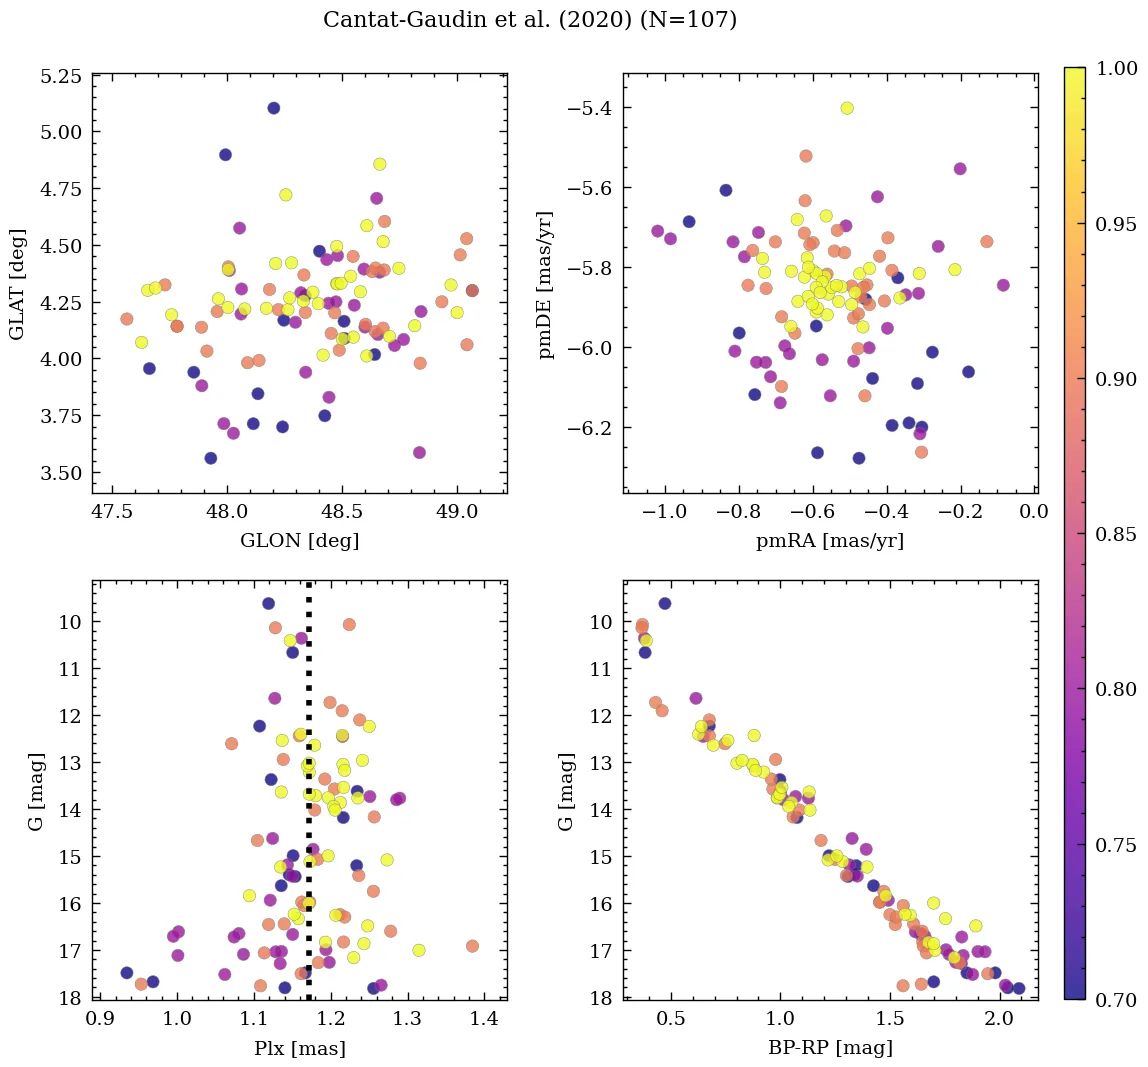 Cantat-Gaudin et al. (2020) (N=107)
5.25
5.00
4.75
4.50
4.25
4.00
3.75
3.50
GLAT [deg]
47.5 48.0 48.5 49.0
GLON [deg]
−5.4
−5.6
−5.8
−6.0
−6.2
pmDE [mas/yr]
−1.0 −0.8 −0.6 −0.4 −0.2 0.0
pmRA [mas/yr]
10
11
12
13
14
15
16
17
18
G [mag]
0.9 1.0 1.1 1.2 1.3 1.4
Plx [mas]
10
11
12
13
14
15
16
17
18
G [mag]
0.5 1.0 1.5 2.0
BP-RP [mag]
1.00
0.95
0.90
0.85
0.80
0.75
0.70